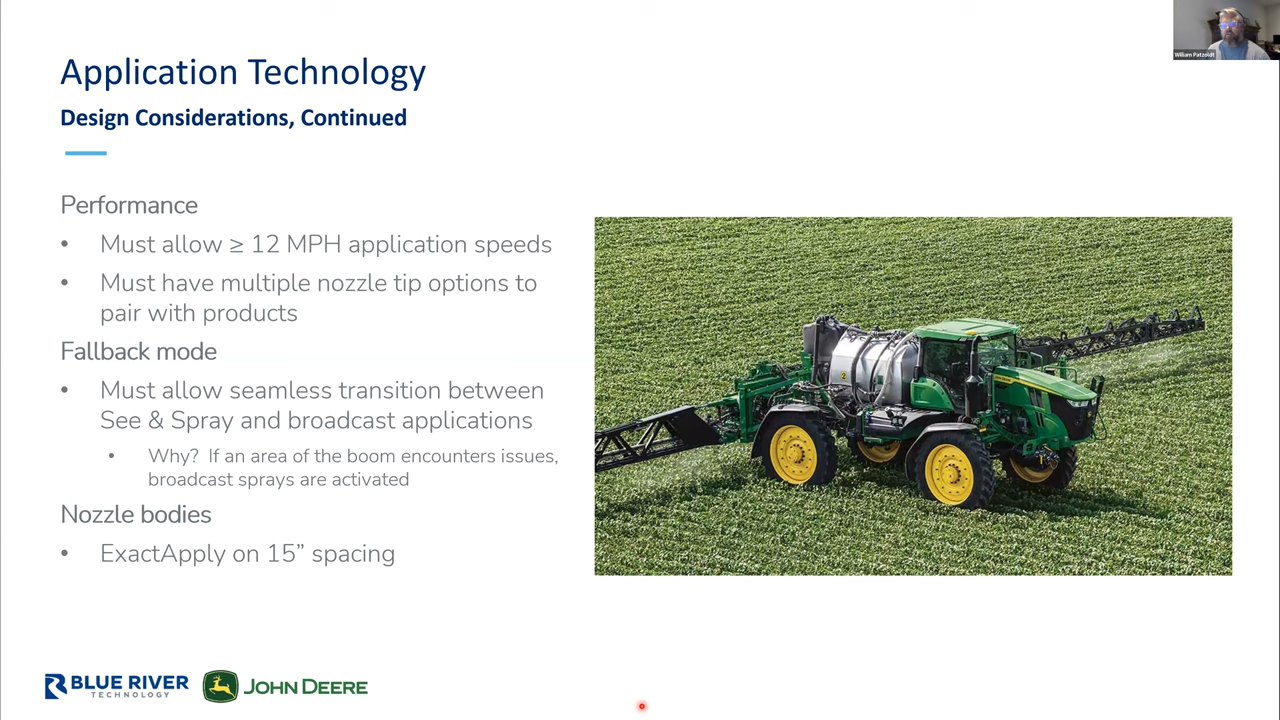 William Patzoldt
Application Technology
Design Considerations, Continued
Performance
• Must allow ≥ 12 MPH application speeds
• Must have multiple nozzle tip options to
pair with products
Fallback mode
• Must allow seamless transition between
See & Spray and broadcast applications
• Why? If an area of the boom encounters issues,
broadcast sprays are activated
Nozzle bodies
• ExactApply on 15” spacing
BLUE RIVER
TECHNOLOGY
JOHN DEERE